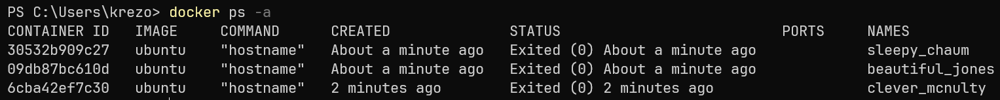 PS C:\Users\krezo> docker ps -a
CONTAINER ID   IMAGE     COMMAND      CREATED              STATUS                          PORTS     NAMES
30532b909c27   ubuntu    "hostname"   About a minute ago   Exited (0) About a minute ago             sleepy_chaum
09db87bc610d   ubuntu    "hostname"   About a minute ago   Exited (0) About a minute ago             beautiful_jones
6cba42ef7c30   ubuntu    "hostname"   2 minutes ago        Exited (0) 2 minutes ago                  clever_mcnulty